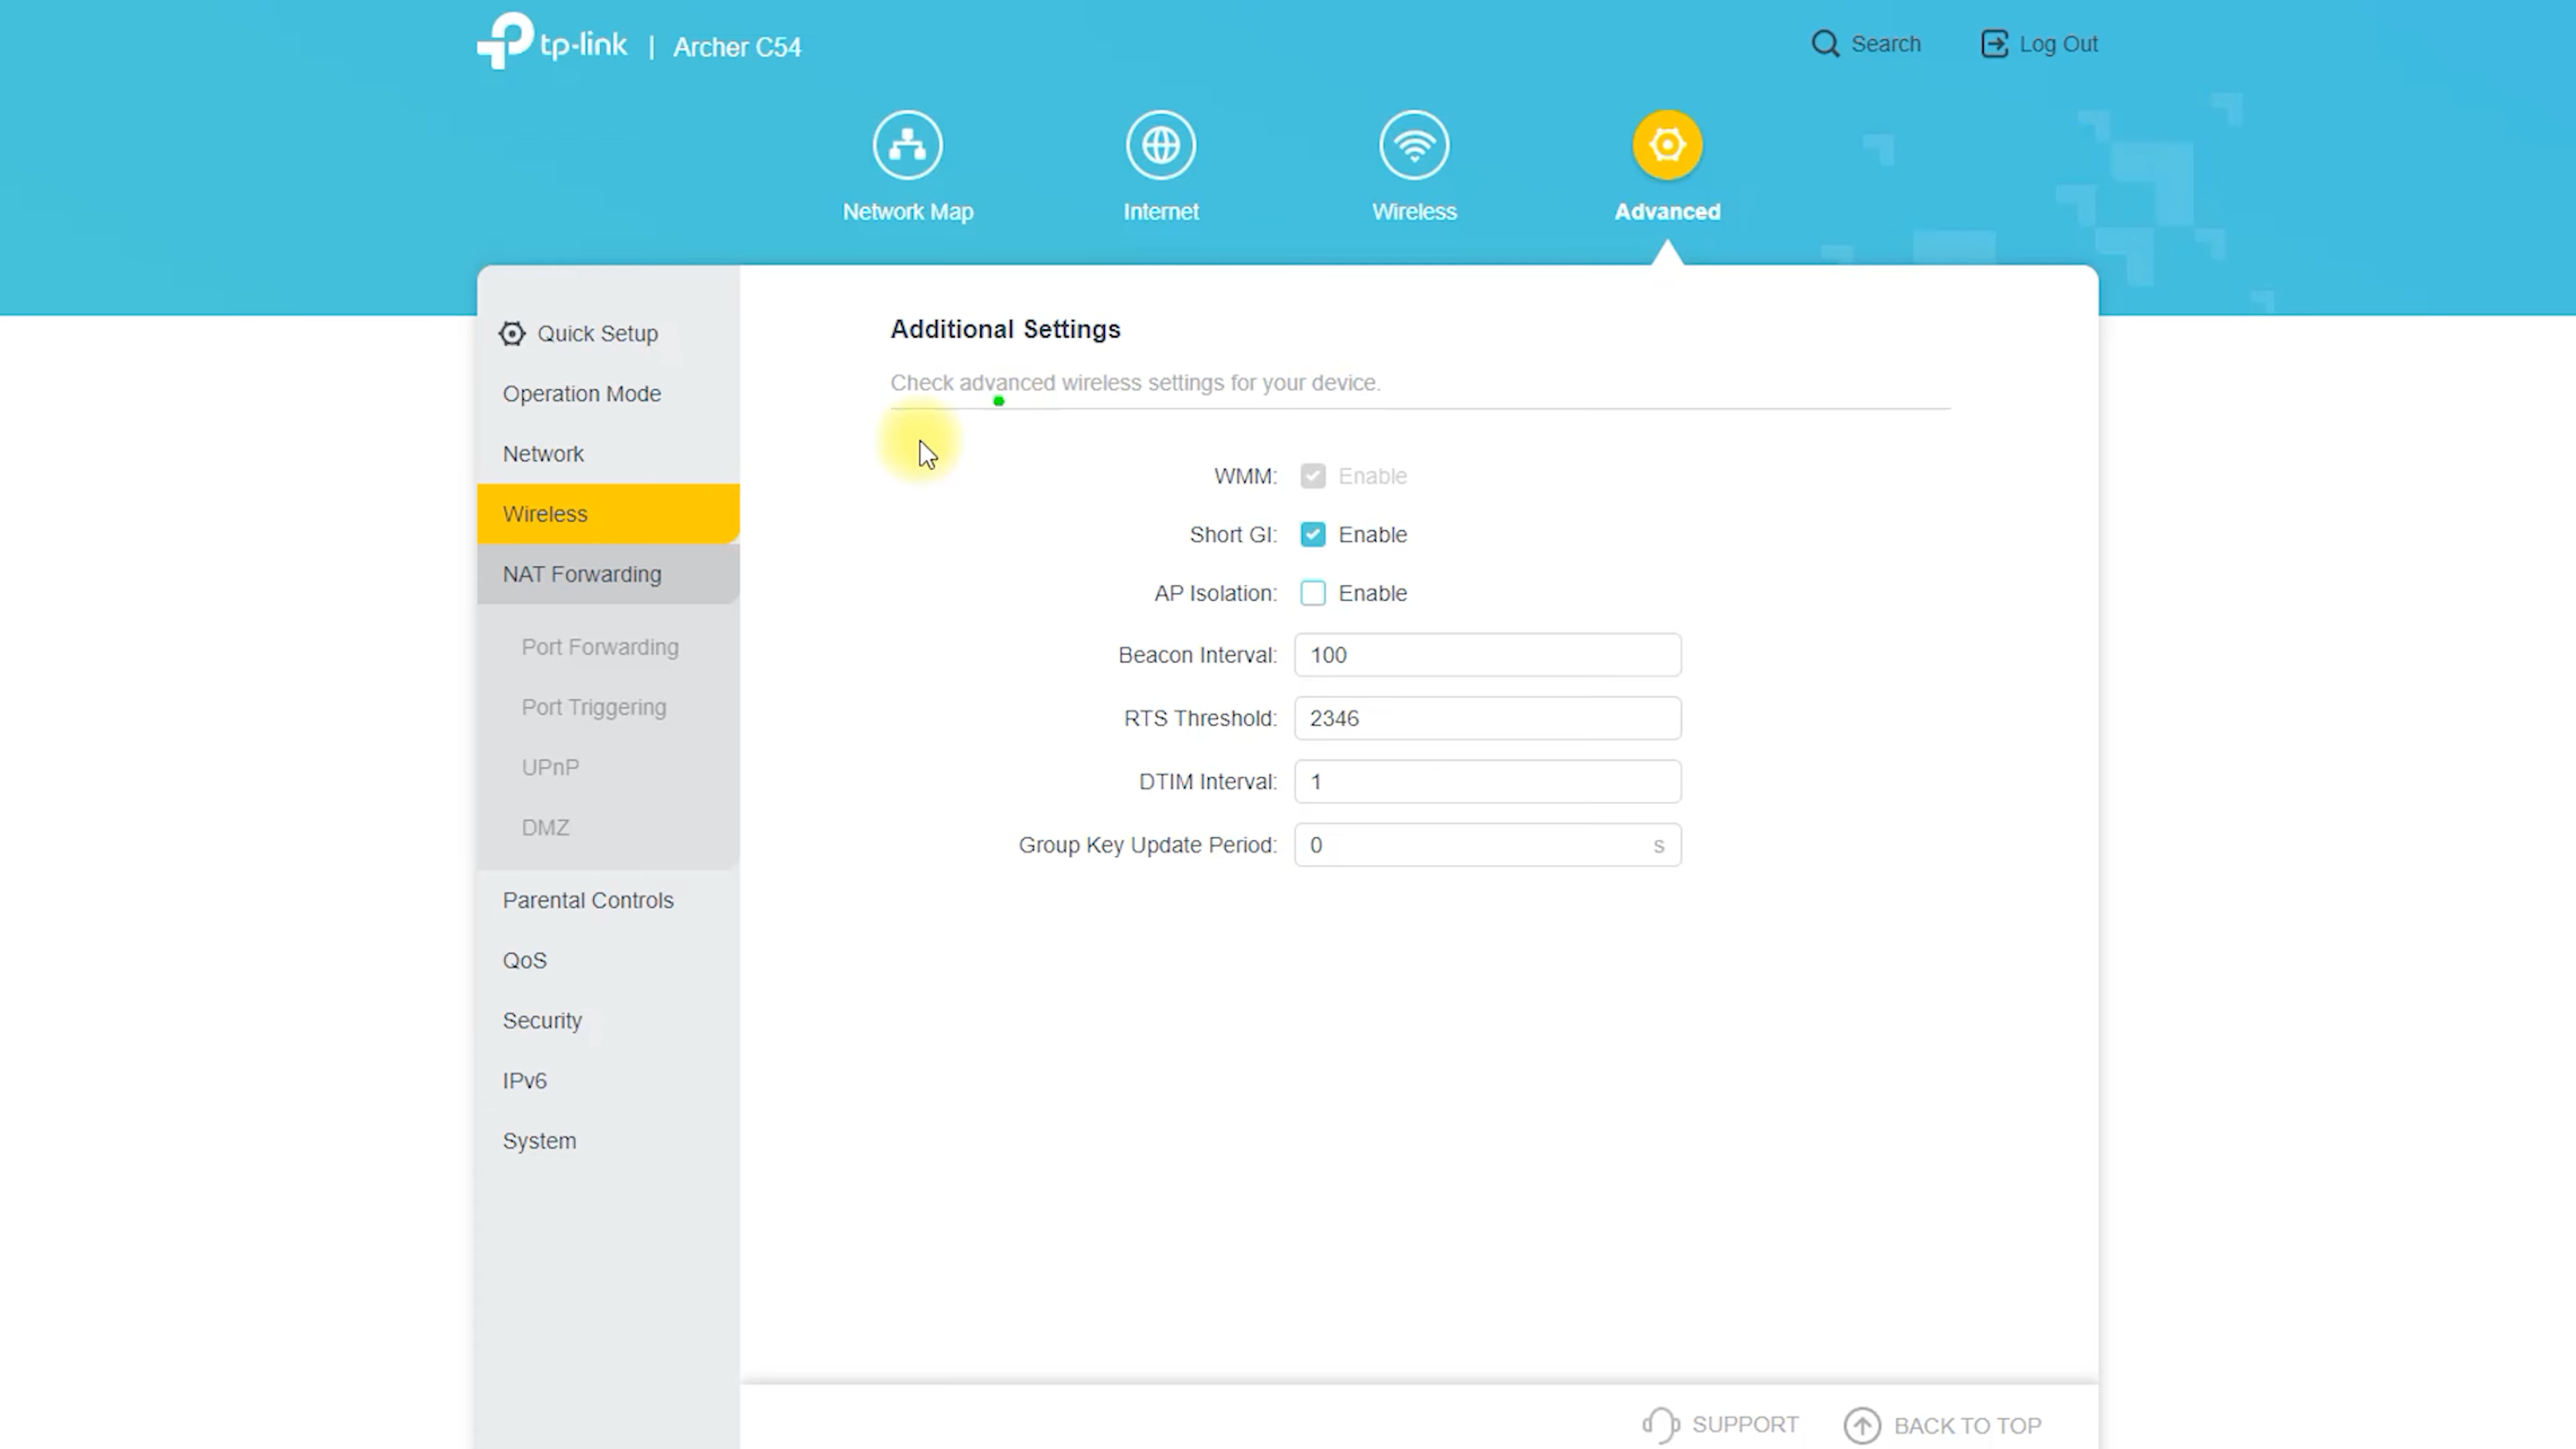 tp-link | Archer C54
Search
Log Out
Network Map
Internet
Wireless
Advanced
Quick Setup
Operation Mode
Network
Wireless
NAT Forwarding
Port Forwarding
Port Triggering
UPnP
DMZ
Parental Controls
QoS
Security
IPv6
System
Additional Settings
Check advanced wireless settings for your device.
WMM: Enable
Short GI: Enable
AP Isolation: Enable
Beacon Interval: 100
RTS Threshold: 2346
DTIM Interval: 1
Group Key Update Period: 0 s
SUPPORT
BACK TO TOP